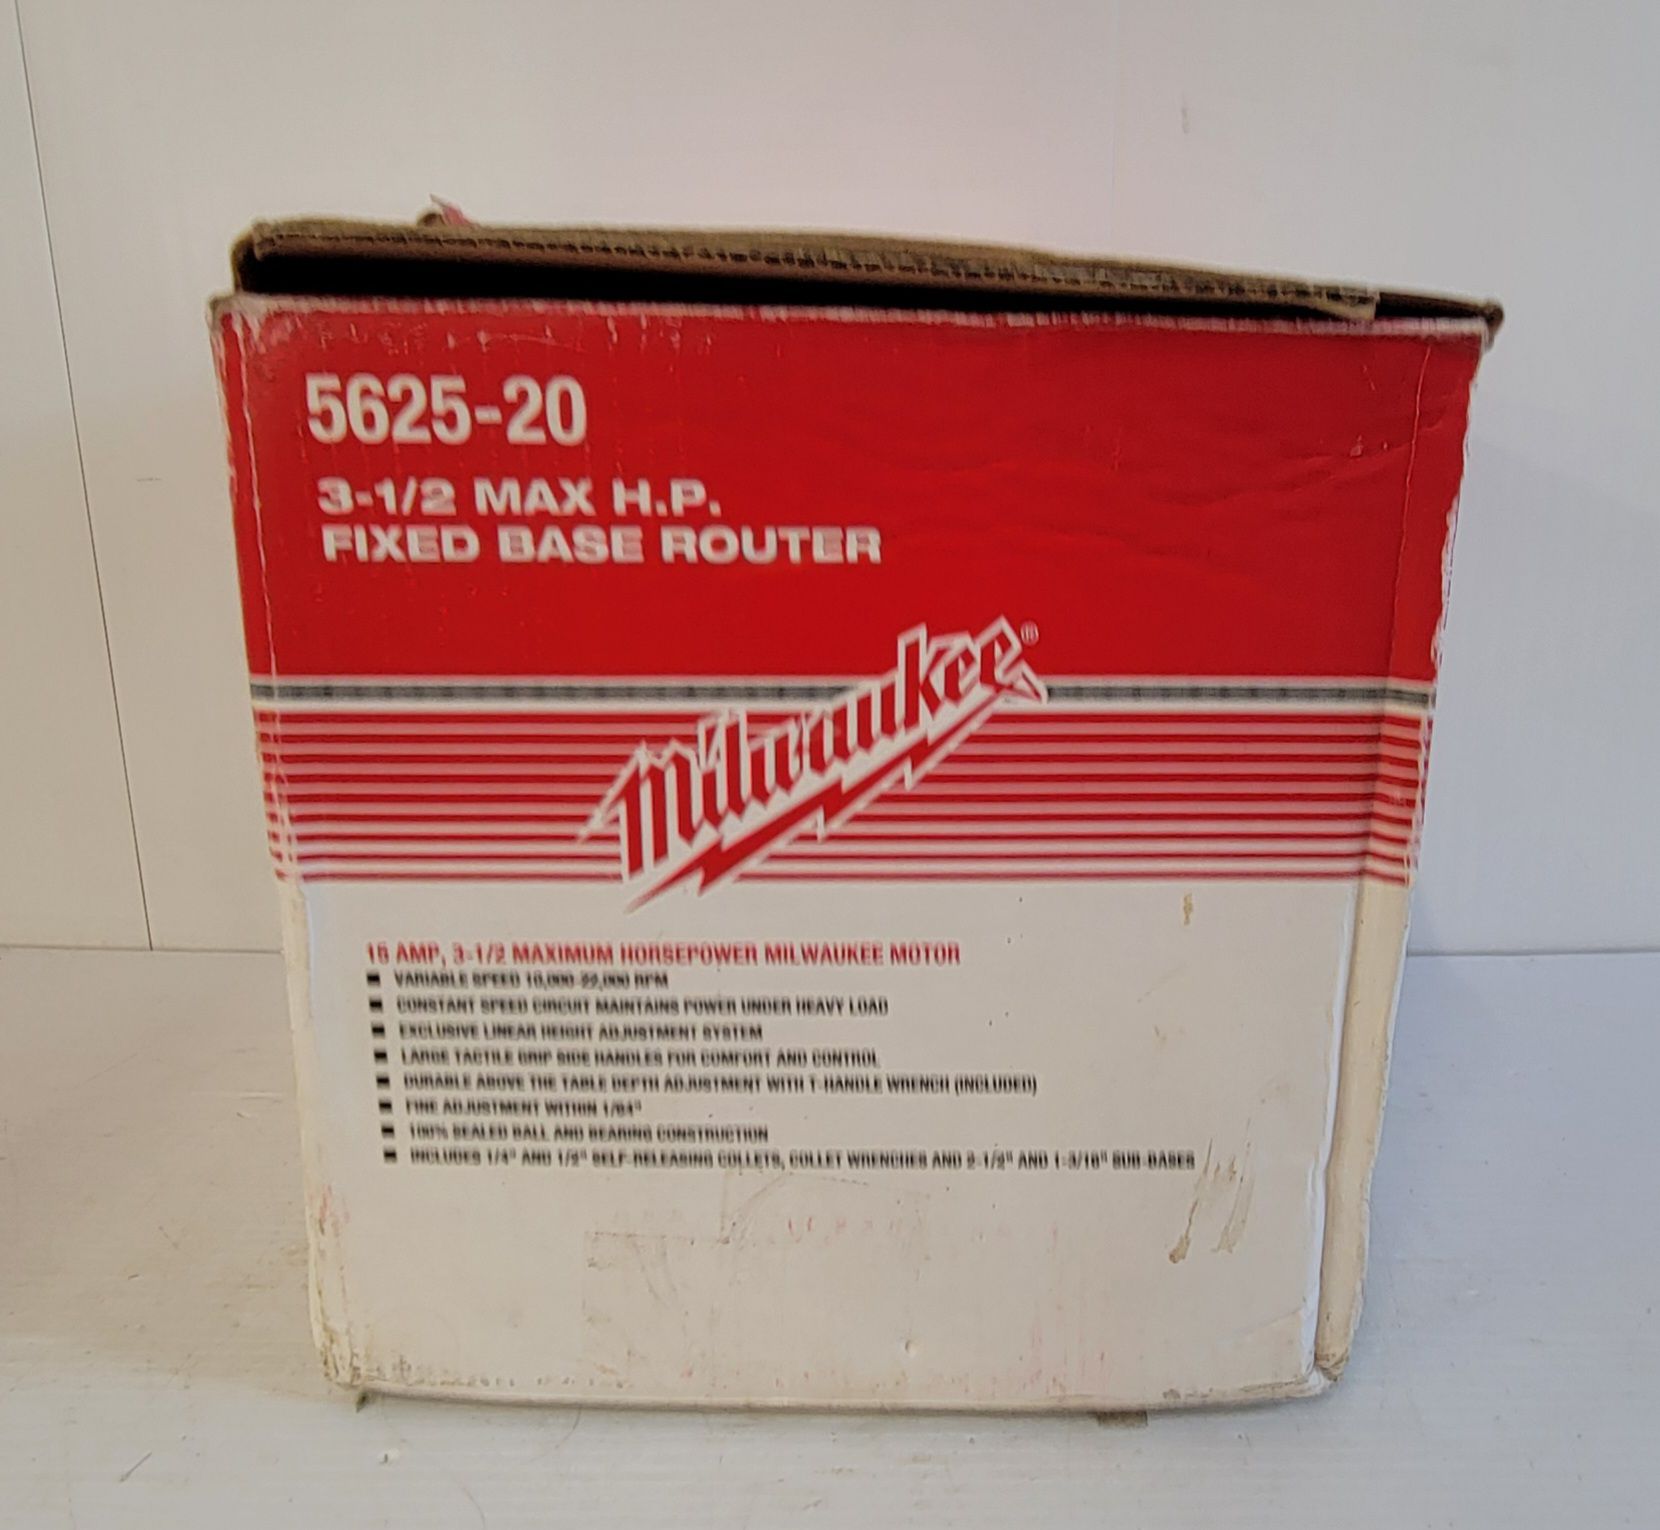 5625-20
3-1/2 MAX H.P.
FIXED BASE ROUTER
Milwaukee®
15 AMP, 3-1/2 MAXIMUM HORSEPOWER MILWAUKEE MOTOR
VARIABLE SPEED 10,000-22,000 RPM
CONSTANT SPEED CIRCUIT MAINTAINS POWER UNDER HEAVY LOAD
EXCLUSIVE LINEAR HEIGHT ADJUSTMENT SYSTEM
LARGE TACTILE GRIP SIDE HANDLES FOR COMFORT AND CONTROL
DURABLE ABOVE THE TABLE DEPTH ADJUSTMENT WITH T-HANDLE WRENCH (INCLUDED)
FINE ADJUSTMENT WITHIN 1/64"
100% SEALED BALL AND BEARING CONSTRUCTION
INCLUDES 1/4" AND 1/2" SELF-RELEASING COLLETS, COLLET WRENCHES AND 2-1/2" AND 1-3/16" SUB-BASES